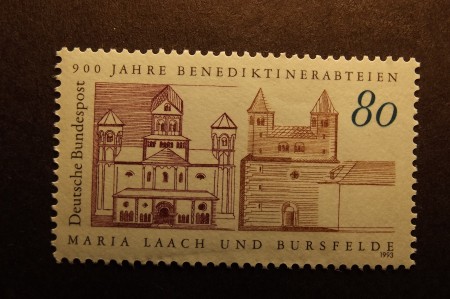 900 JAHRE BENEDIKTINERABTEIEN
80
Deutsche Bundespost
MARIA LAACH UND BURSFELDE
1993